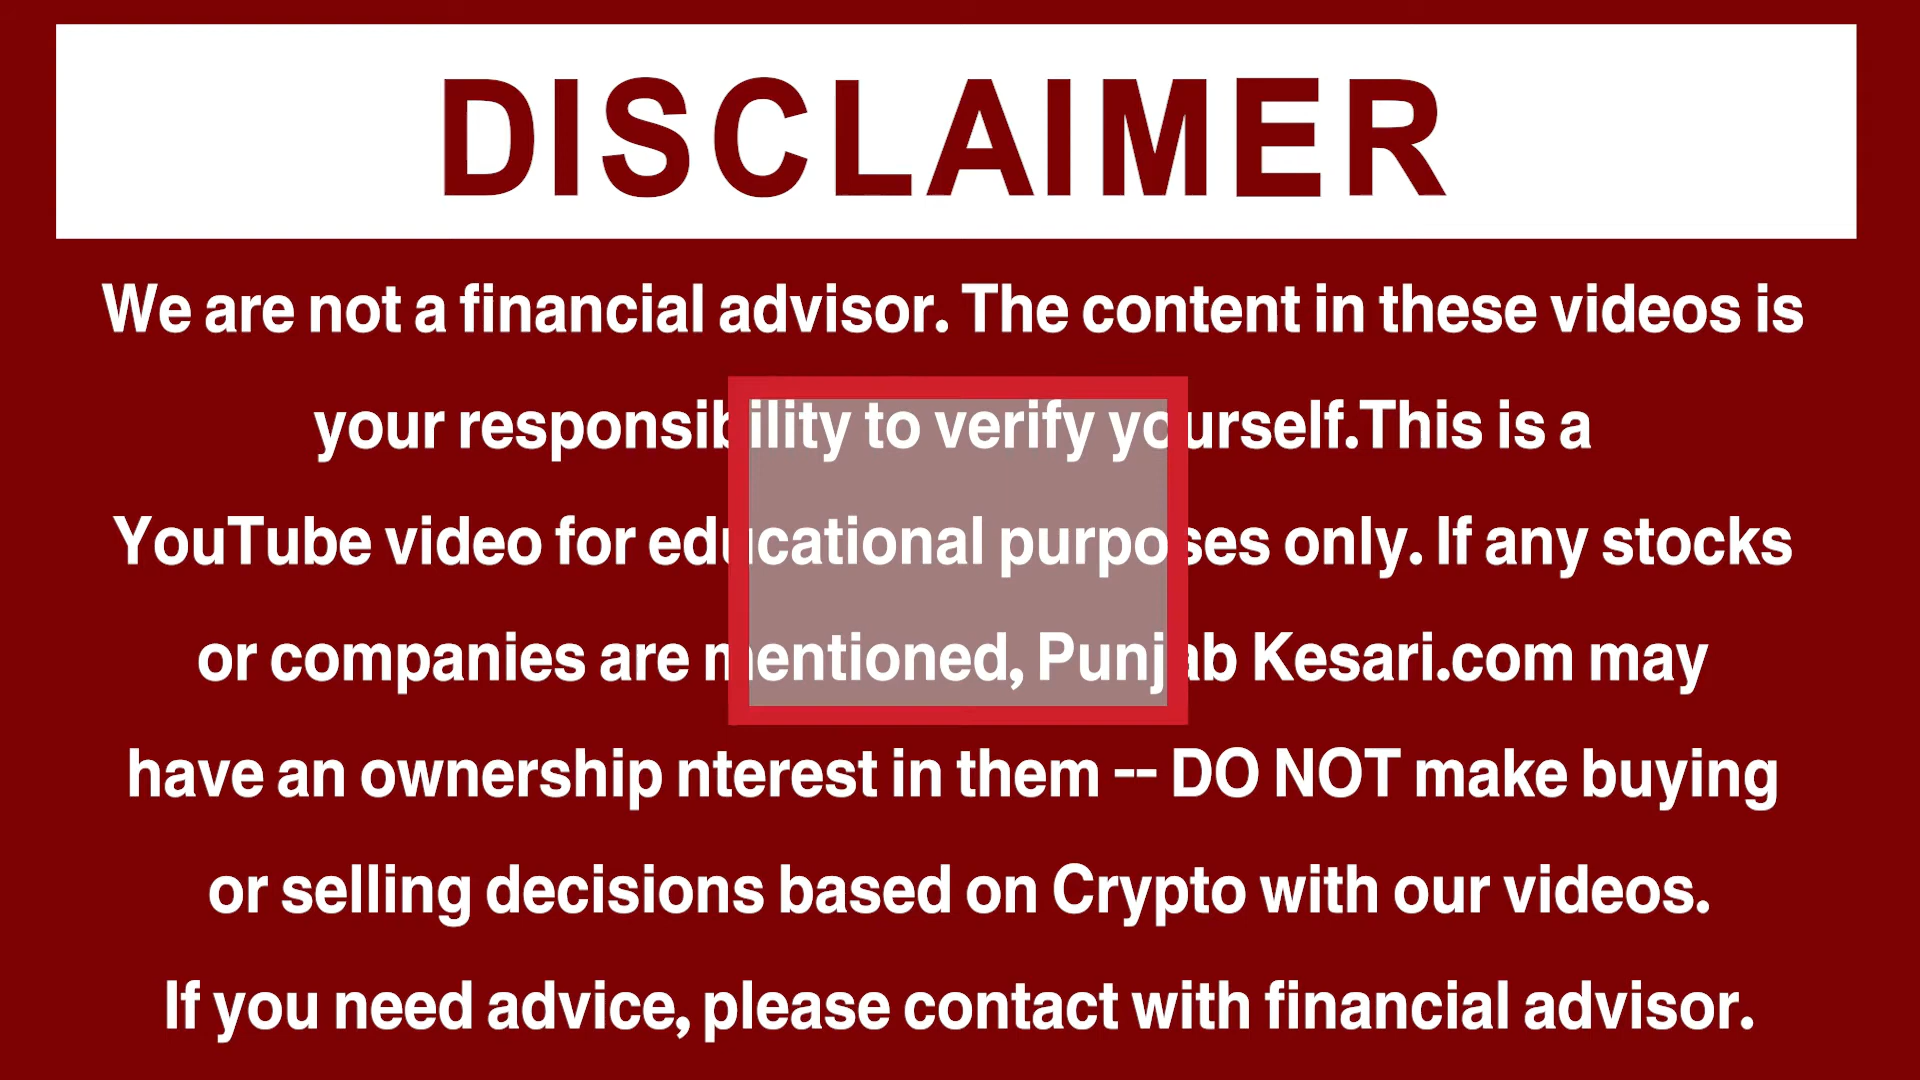 DISCLAIMER
We are not a financial advisor. The content in these videos is
your responsibility to verify yourself.This is a
YouTube video for educational purposes only. If any stocks
or companies are mentioned, Punjab Kesari.com may
have an ownership nterest in them -- DO NOT make buying
or selling decisions based on Crypto with our videos.
If you need advice, please contact with financial advisor.